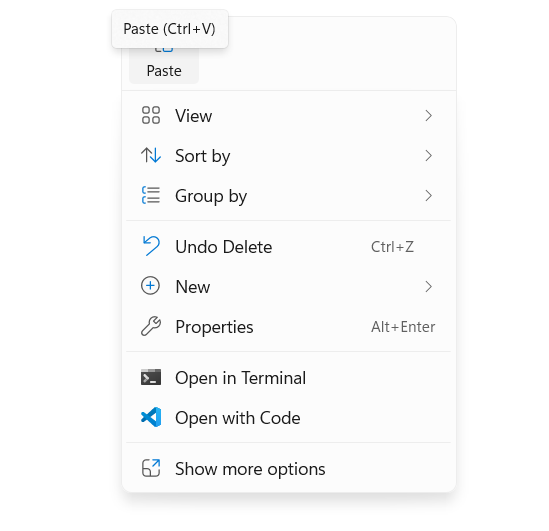 Paste (Ctrl+V)
Paste
View
Sort by
Group by
Undo Delete Ctrl+Z
New
Properties Alt+Enter
Open in Terminal
Open with Code
Show more options